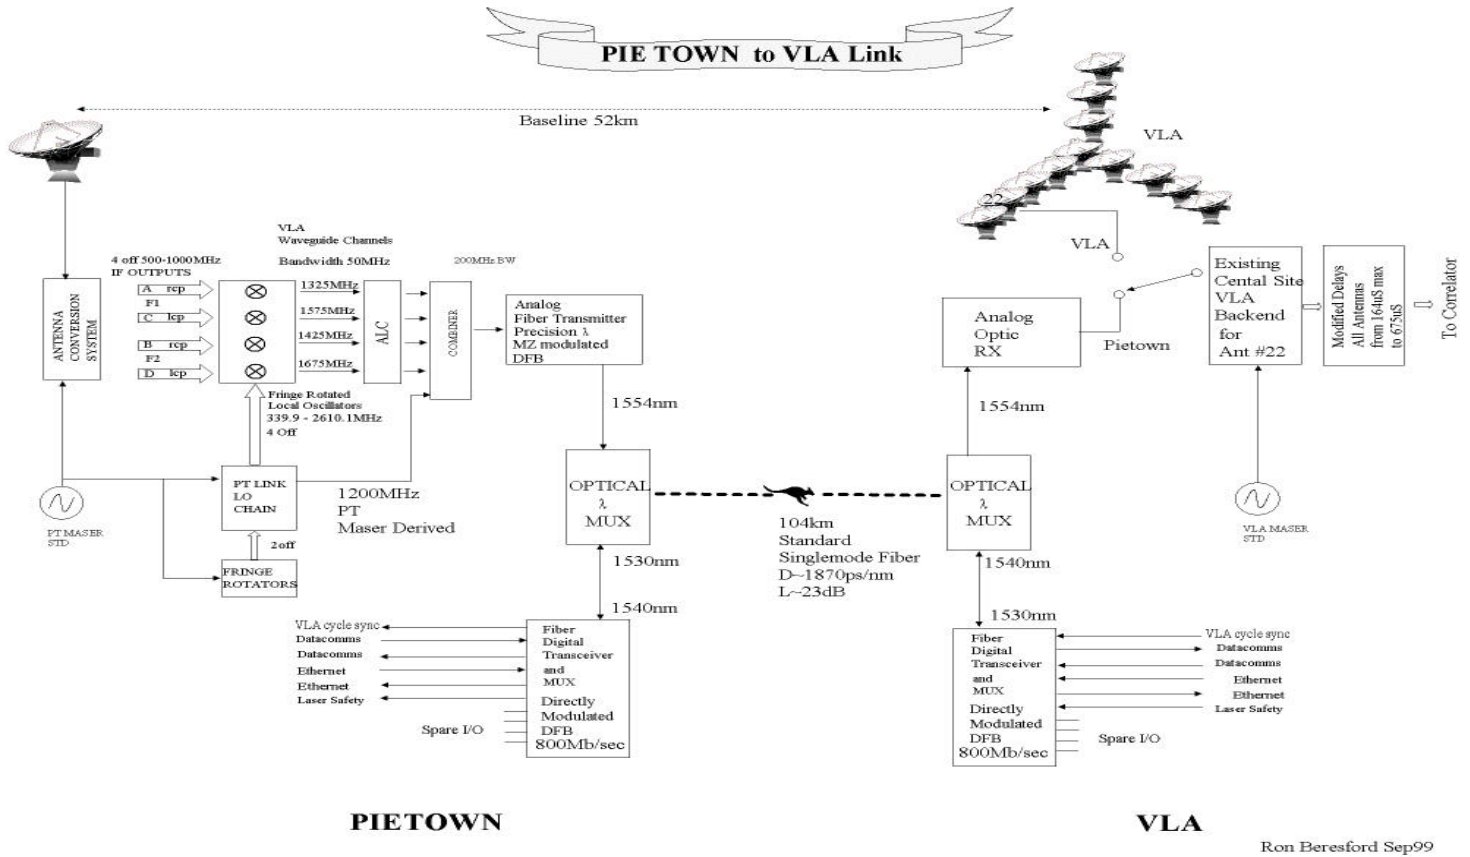 PIE TOWN to VLA Link
Baseline 52km
VLA
22
VLA
Waveguide Channels
Bandwidth 50MHz
4 off 500-1000MHz
IF OUTPUTS
A rcp
F1
C lcp
B rcp
F2
D lcp
1325MHz
1575MHz
1425MHz
1675MHz
ALC
COMBINER
200MHz BW
ANTENNA
CONVERSION
SYSTEM
Analog
Fiber Transmitter
Precision λ
MZ modulated
DFB
Fringe Rotated
Local Oscillators
339.9 - 2610.1MHz
4 Off
PT LINK
LO
CHAIN
1200MHz
PT
Maser Derived
PT MASER
STD
2off
FRINGE
ROTATORS
1554nm
OPTICAL
λ
MUX
1530nm
1540nm
104km
Standard
Singlemode Fiber
D~1870ps/nm
L~23dB
VLA
Pietown
Analog
Optic
RX
1554nm
OPTICAL
λ
MUX
1540nm
1530nm
Existing
Cental Site
VLA
Backend
for
Ant #22
Modified Delays
All Antennas
from 164uS max
to 675uS
To Correlator
VLA MASER
STD
VLA cycle sync
Datacomms
Datacomms
Ethernet
Ethernet
Laser Safety
Spare I/O
Fiber
Digital
Transceiver
and
MUX
Directly
Modulated
DFB
800Mb/sec
Fiber
Digital
Transceiver
and
MUX
Directly
Modulated
DFB
800Mb/sec
VLA cycle sync
Datacomms
Datacomms
Ethernet
Ethernet
Laser Safety
Spare I/O
PIETOWN
VLA
Ron Beresford Sep99